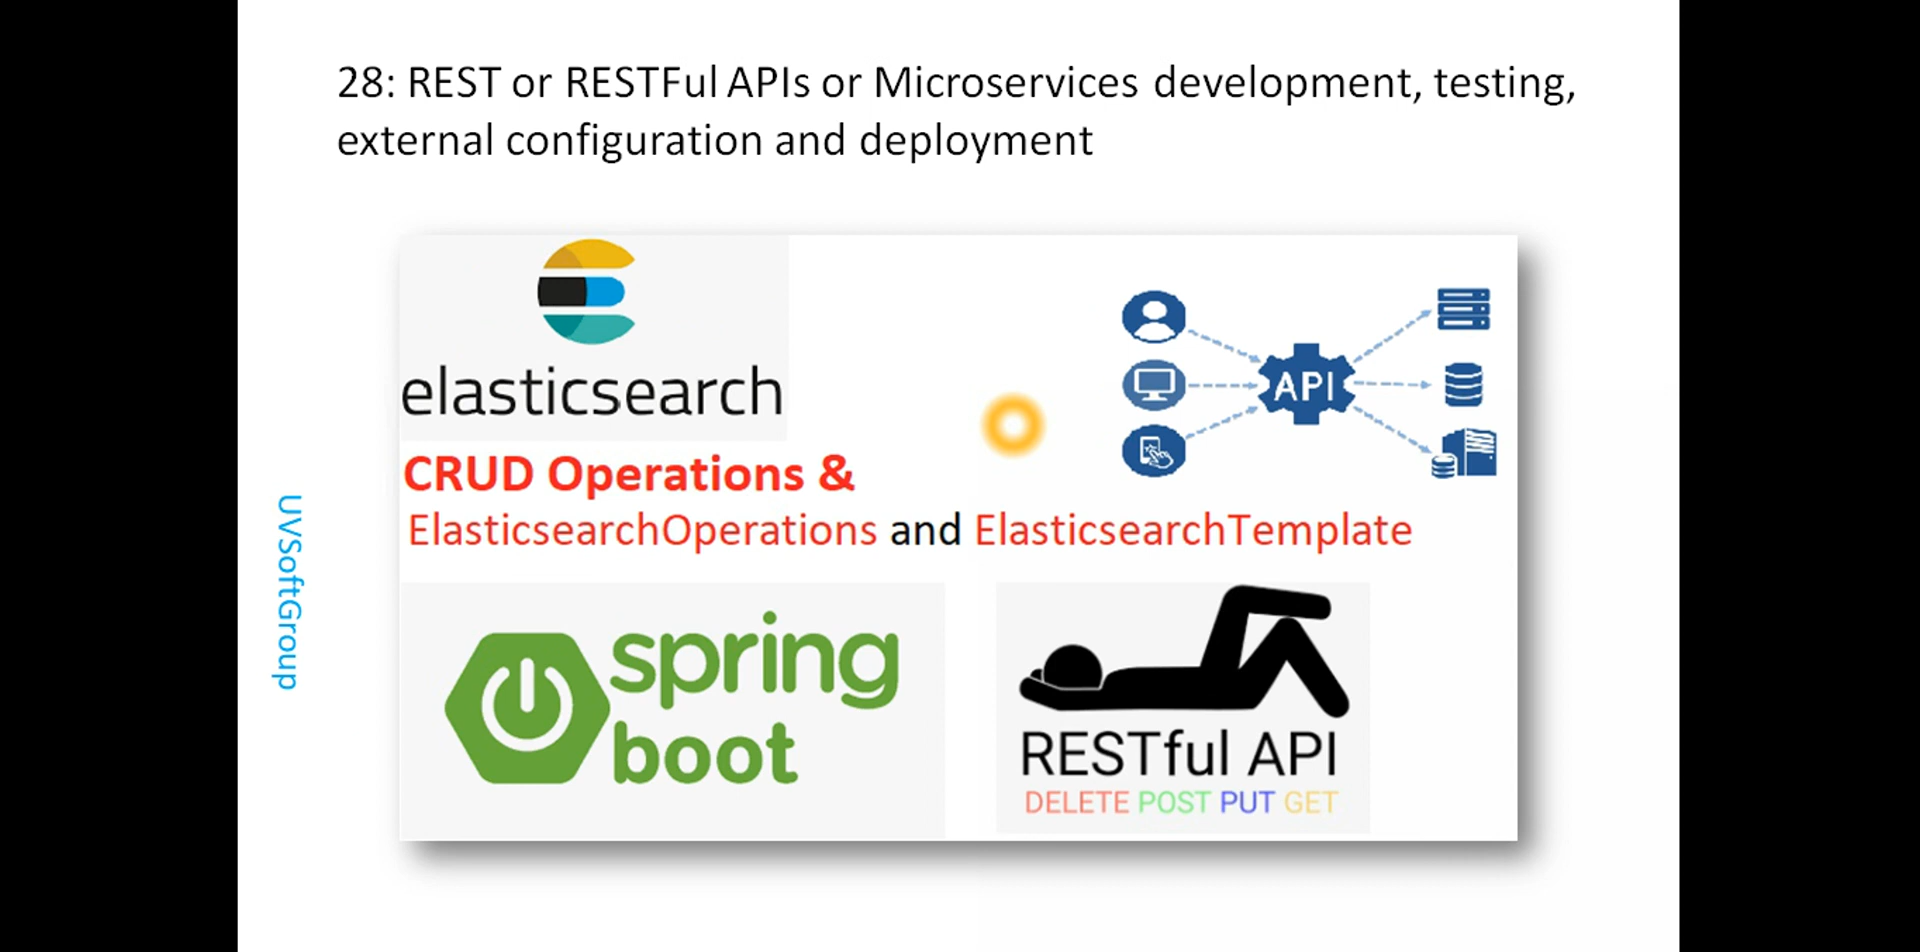 28: REST or RESTFul APIs or Microservices development, testing,
external configuration and deployment
elasticsearch
API
CRUD Operations &
ElasticsearchOperations and ElasticsearchTemplate
UVSoftGroup
spring
boot
RESTful API
DELETE POST PUT GET